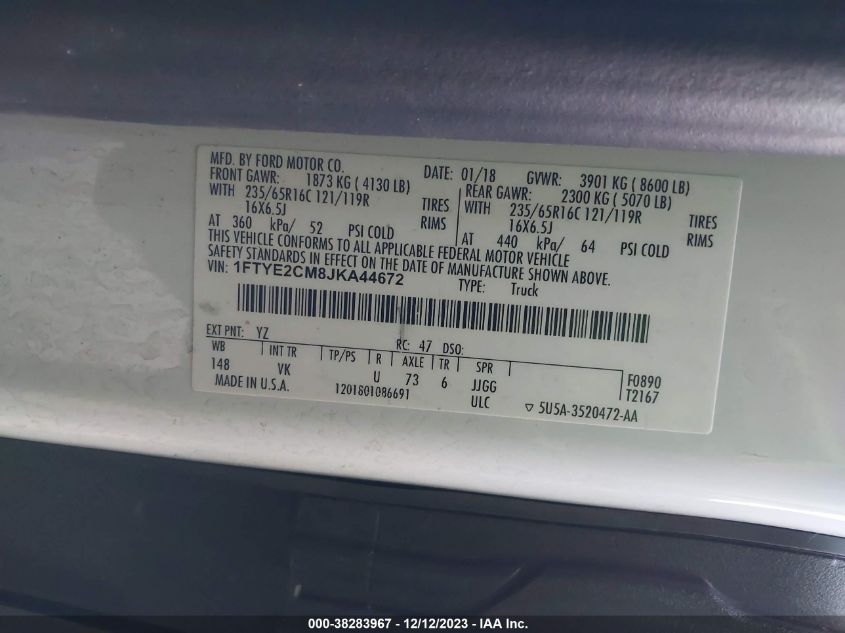 MFD. BY FORD MOTOR CO. DATE: 01/18 GVWR: 3901 KG ( 8600 LB)
FRONT GAWR: 1873 KG ( 4130 LB) REAR GAWR: 2300 KG ( 5070 LB)
WITH 235/65R16C 121/119R TIRES WITH 235/65R16C 121/119R TIRES
16X6.5J RIMS 16X6.5J RIMS
AT 360 kPa/ 52 PSI COLD AT 440 kPa/ 64 PSI COLD
THIS VEHICLE CONFORMS TO ALL APPLICABLE FEDERAL MOTOR VEHICLE
SAFETY STANDARDS IN EFFECT ON THE DATE OF MANUFACTURE SHOWN ABOVE.
VIN: 1FTYE2CM8JKA44672 TYPE: Truck
EXT PNT: YZ RC: 47 DSO:
WB INT TR TP/PS R AXLE TR SPR
148 VK U 73 6 JJGG F0890
MADE IN U.S.A. 1201801086691 ULC T2167
5U5A-3520472-AA
000-38283967 - 12/12/2023 - IAA Inc.